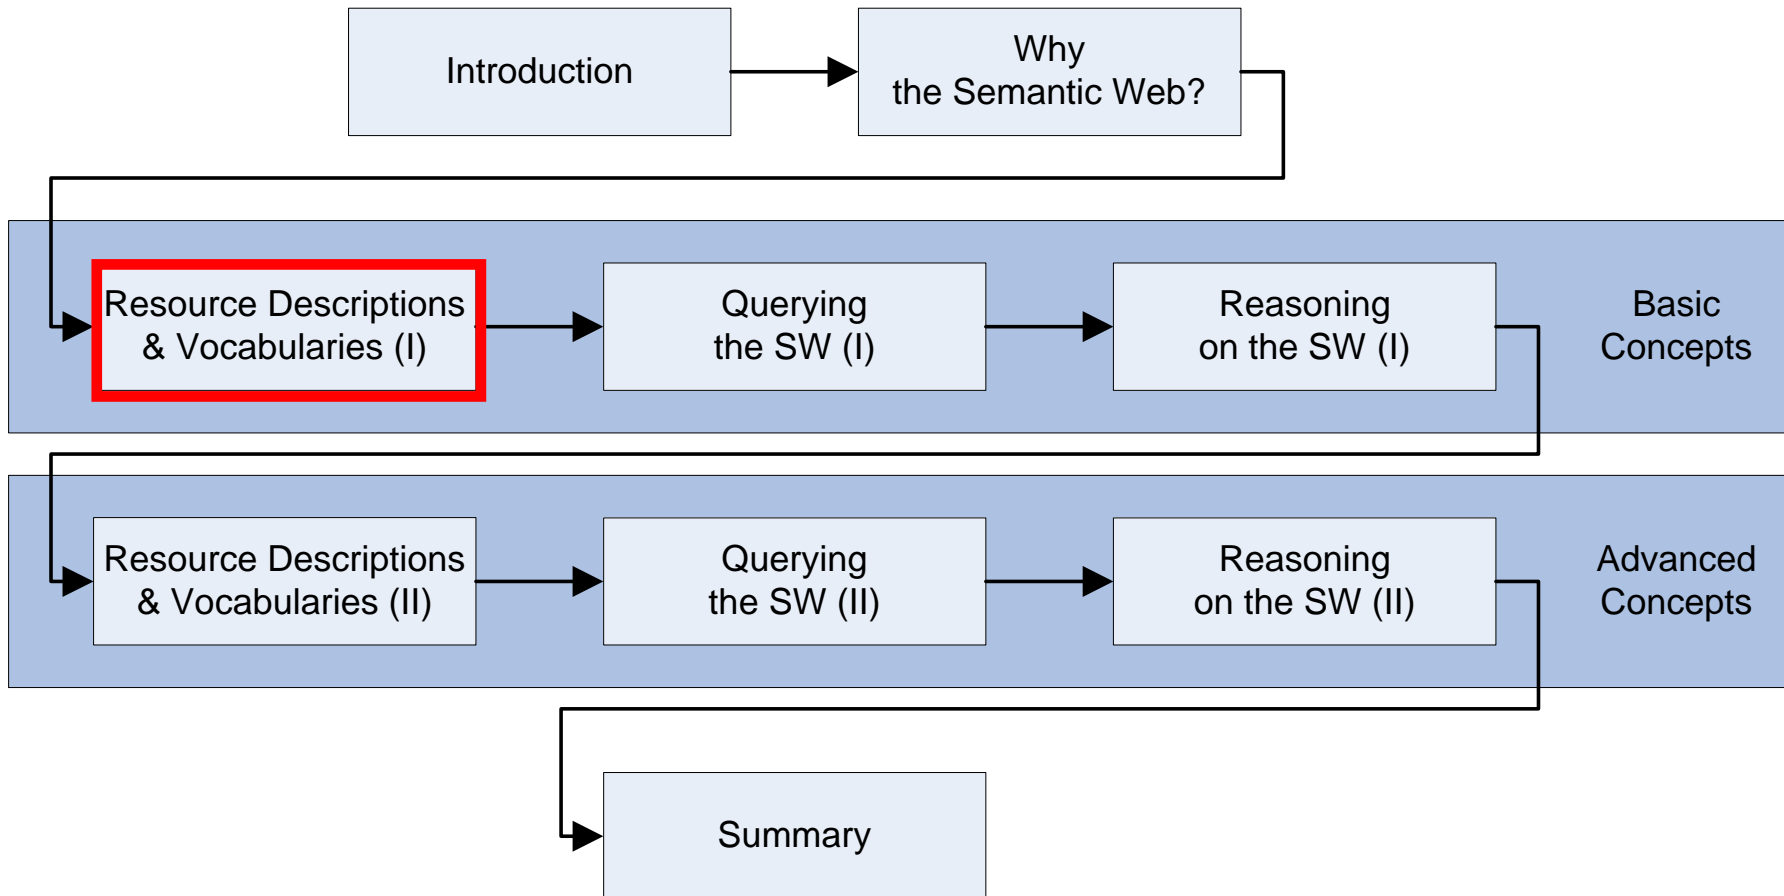 Introduction
Why
the Semantic Web?
Resource Descriptions
& Vocabularies (I)
Querying
the SW (I)
Reasoning
on the SW (I)
Basic
Concepts
Resource Descriptions
& Vocabularies (II)
Querying
the SW (II)
Reasoning
on the SW (II)
Advanced
Concepts
Summary